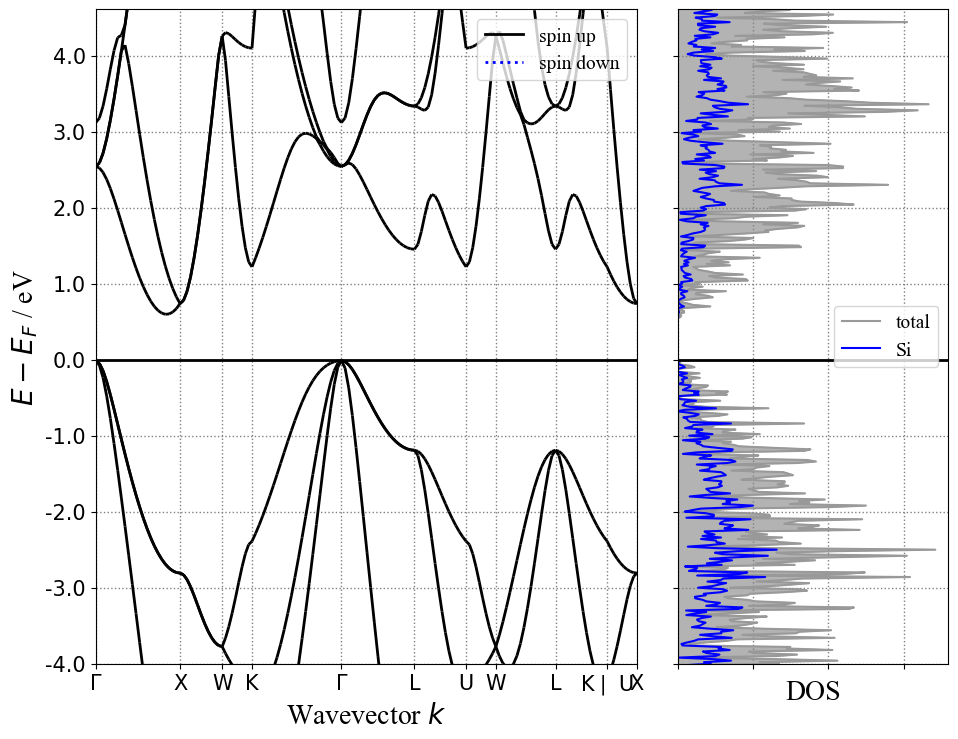 4.0
3.0
2.0
1.0
0.0
-1.0
-2.0
-3.0
-4.0
E − E_F / eV
spin up
spin down
Γ X W K Γ L U W L K | U X
Wavevector k
total
Si
DOS